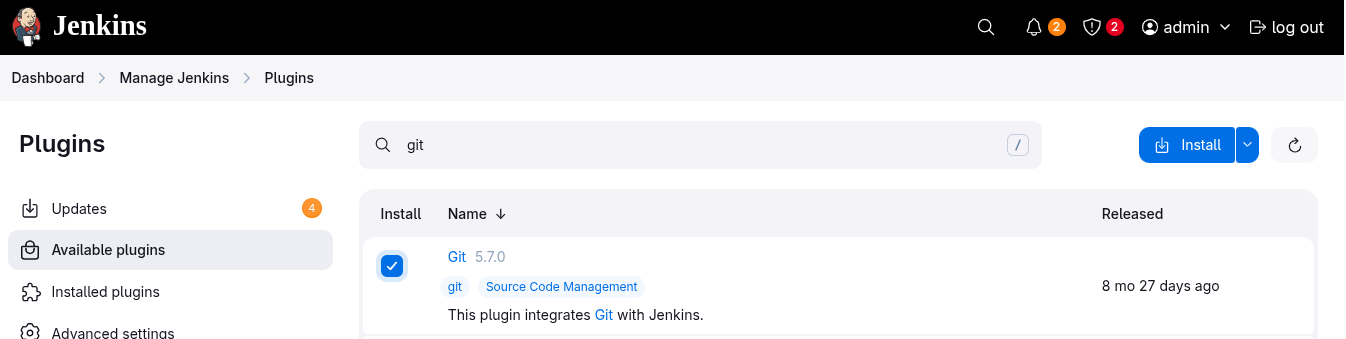 Jenkins
2
2
admin
log out
Dashboard
Manage Jenkins
Plugins
Plugins
git
/
Install
Updates
4
Available plugins
Installed plugins
Advanced settings
Install
Name
Released
Git 5.7.0
git
Source Code Management
This plugin integrates Git with Jenkins.
8 mo 27 days ago